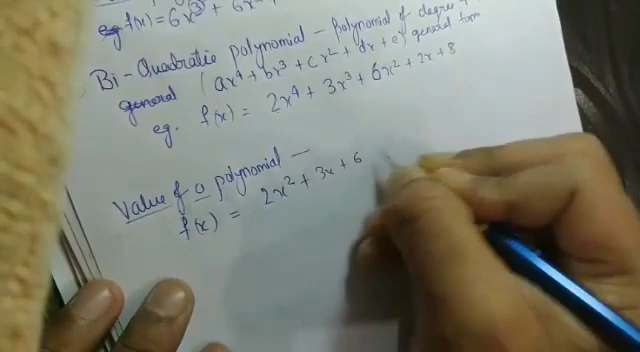 eg f(x) = 6x³ + 6x²
Bi-Quadratic polynomial - Polynomial of degree 4
general (ax⁴ + bx³ + cx² + dx + e) general form
eg. f(x) = 2x⁴ + 3x³ + 6x² + 2x + 8
Value of a polynomial —
f(x) = 2x² + 3x + 6